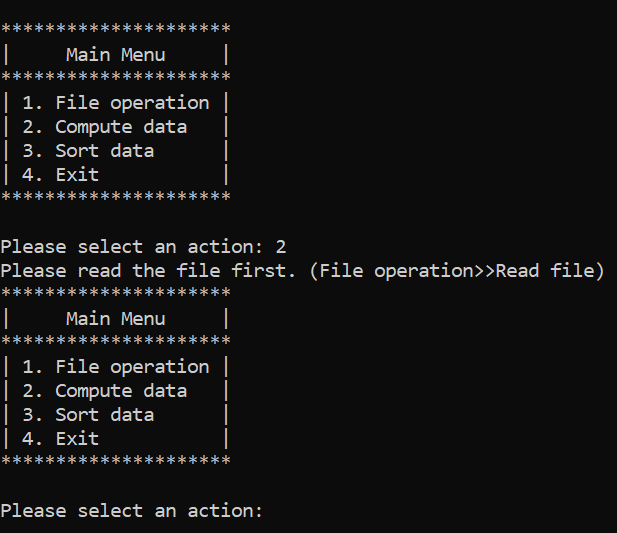 *********************
|     Main Menu     |
*********************
| 1. File operation |
| 2. Compute data   |
| 3. Sort data      |
| 4. Exit           |
*********************

Please select an action: 2
Please read the file first. (File operation>>Read file)
*********************
|     Main Menu     |
*********************
| 1. File operation |
| 2. Compute data   |
| 3. Sort data      |
| 4. Exit           |
*********************

Please select an action: